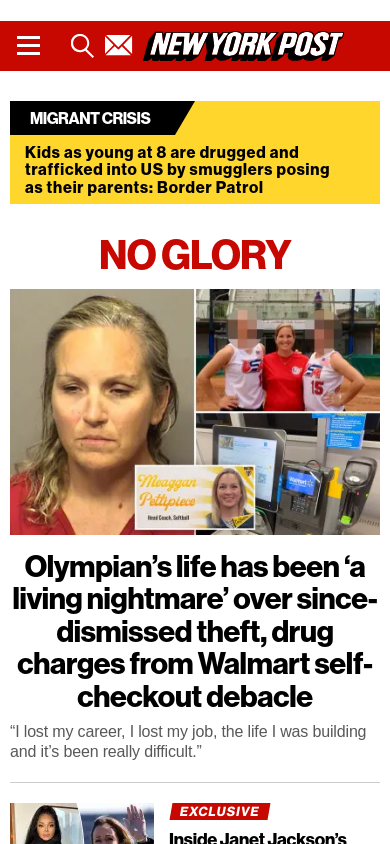 NEW YORK POST
MIGRANT CRISIS
Kids as young at 8 are drugged and
trafficked into US by smugglers posing
as their parents: Border Patrol
NO GLORY
15
Meaggan
Pettipiece
Head Coach, Softball
Olympian’s life has been ‘a
living nightmare’ over since-
dismissed theft, drug
charges from Walmart self-
checkout debacle
“I lost my career, I lost my job, the life I was building
and it’s been really difficult.”
EXCLUSIVE
Inside Janet Jackson’s